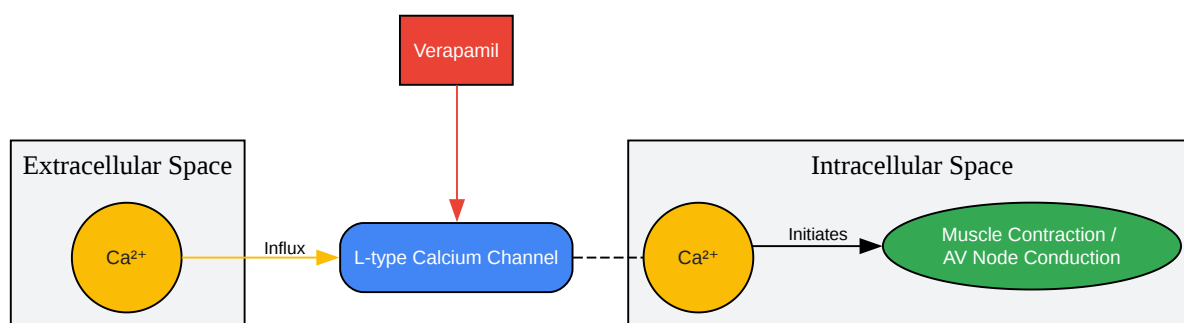 Verapamil
Extracellular Space
Intracellular Space
Ca²⁺
Influx
L-type Calcium Channel
Ca²⁺
Initiates
Muscle Contraction /
AV Node Conduction